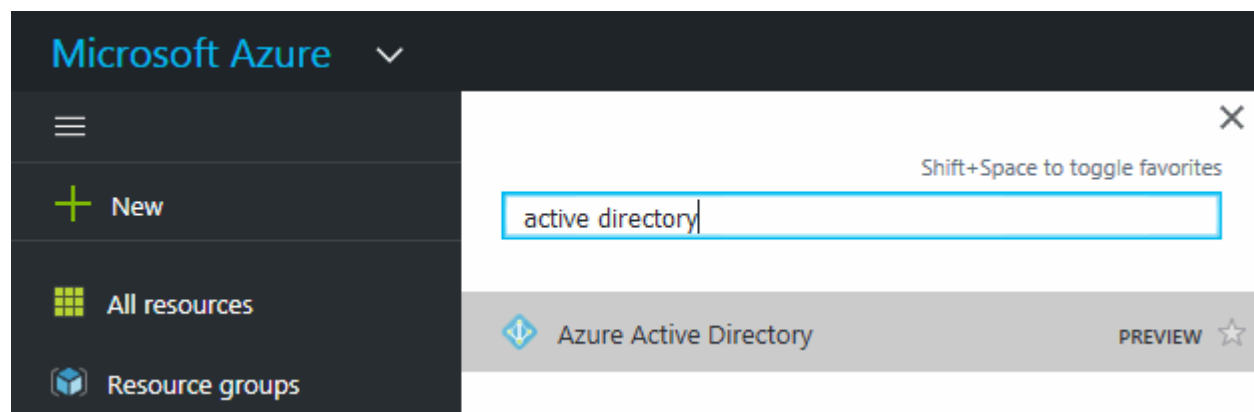 Microsoft Azure
New
All resources
Resource groups
Shift+Space to toggle favorites
active directory
Azure Active Directory PREVIEW